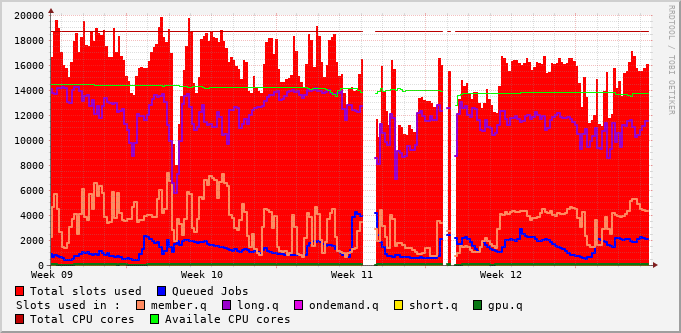 20000
18000
16000
14000
12000
10000
8000
6000
4000
2000
0
Week 09 Week 10 Week 11 Week 12
Total slots used Queued Jobs
Slots used in : member.q long.q ondemand.q short.q gpu.q
Total CPU cores Availale CPU cores
RRDTOOL / TOBI OETIKER